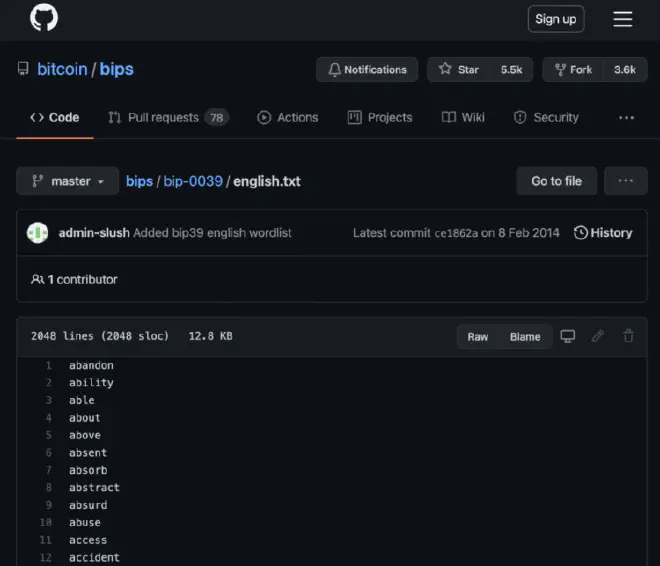 Sign up
bitcoin / bips
Notifications
Star 5.5k
Fork 3.6k
<> Code
Pull requests 78
Actions
Projects
Wiki
Security
...
master
bips / bip-0039 / english.txt
Go to file
...
admin-slush Added bip39 english wordlist
Latest commit ce1862a on 8 Feb 2014
History
1 contributor
2048 lines (2048 sloc) 12.8 KB
Raw
Blame
1 abandon
2 ability
3 able
4 about
5 above
6 absent
7 absorb
8 abstract
9 absurd
10 abuse
11 access
12 accident